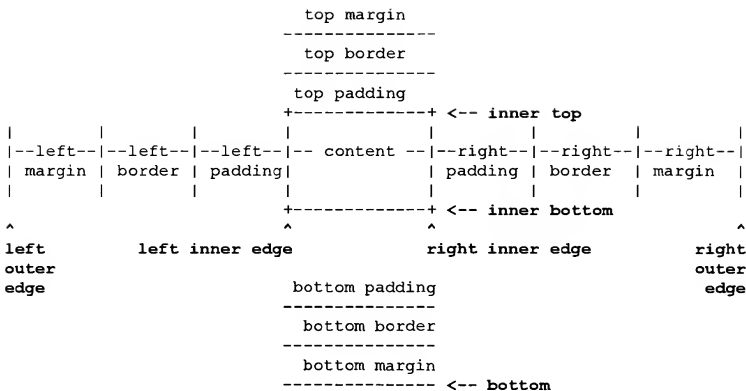 top margin
---------------
top border
---------------
top padding
+-------------+ <-- inner top
| | | | | | | |
|--left--|--left--|--left--|-- content --|--right--|--right--|--right--|
| margin | border | padding| | padding | border | margin |
| | | | | | | |
+-------------+ <-- inner bottom
^ ^ ^ ^
left left inner edge right inner edge right
outer outer
edge edge
bottom padding
---------------
bottom border
---------------
bottom margin
--------------- <-- bottom